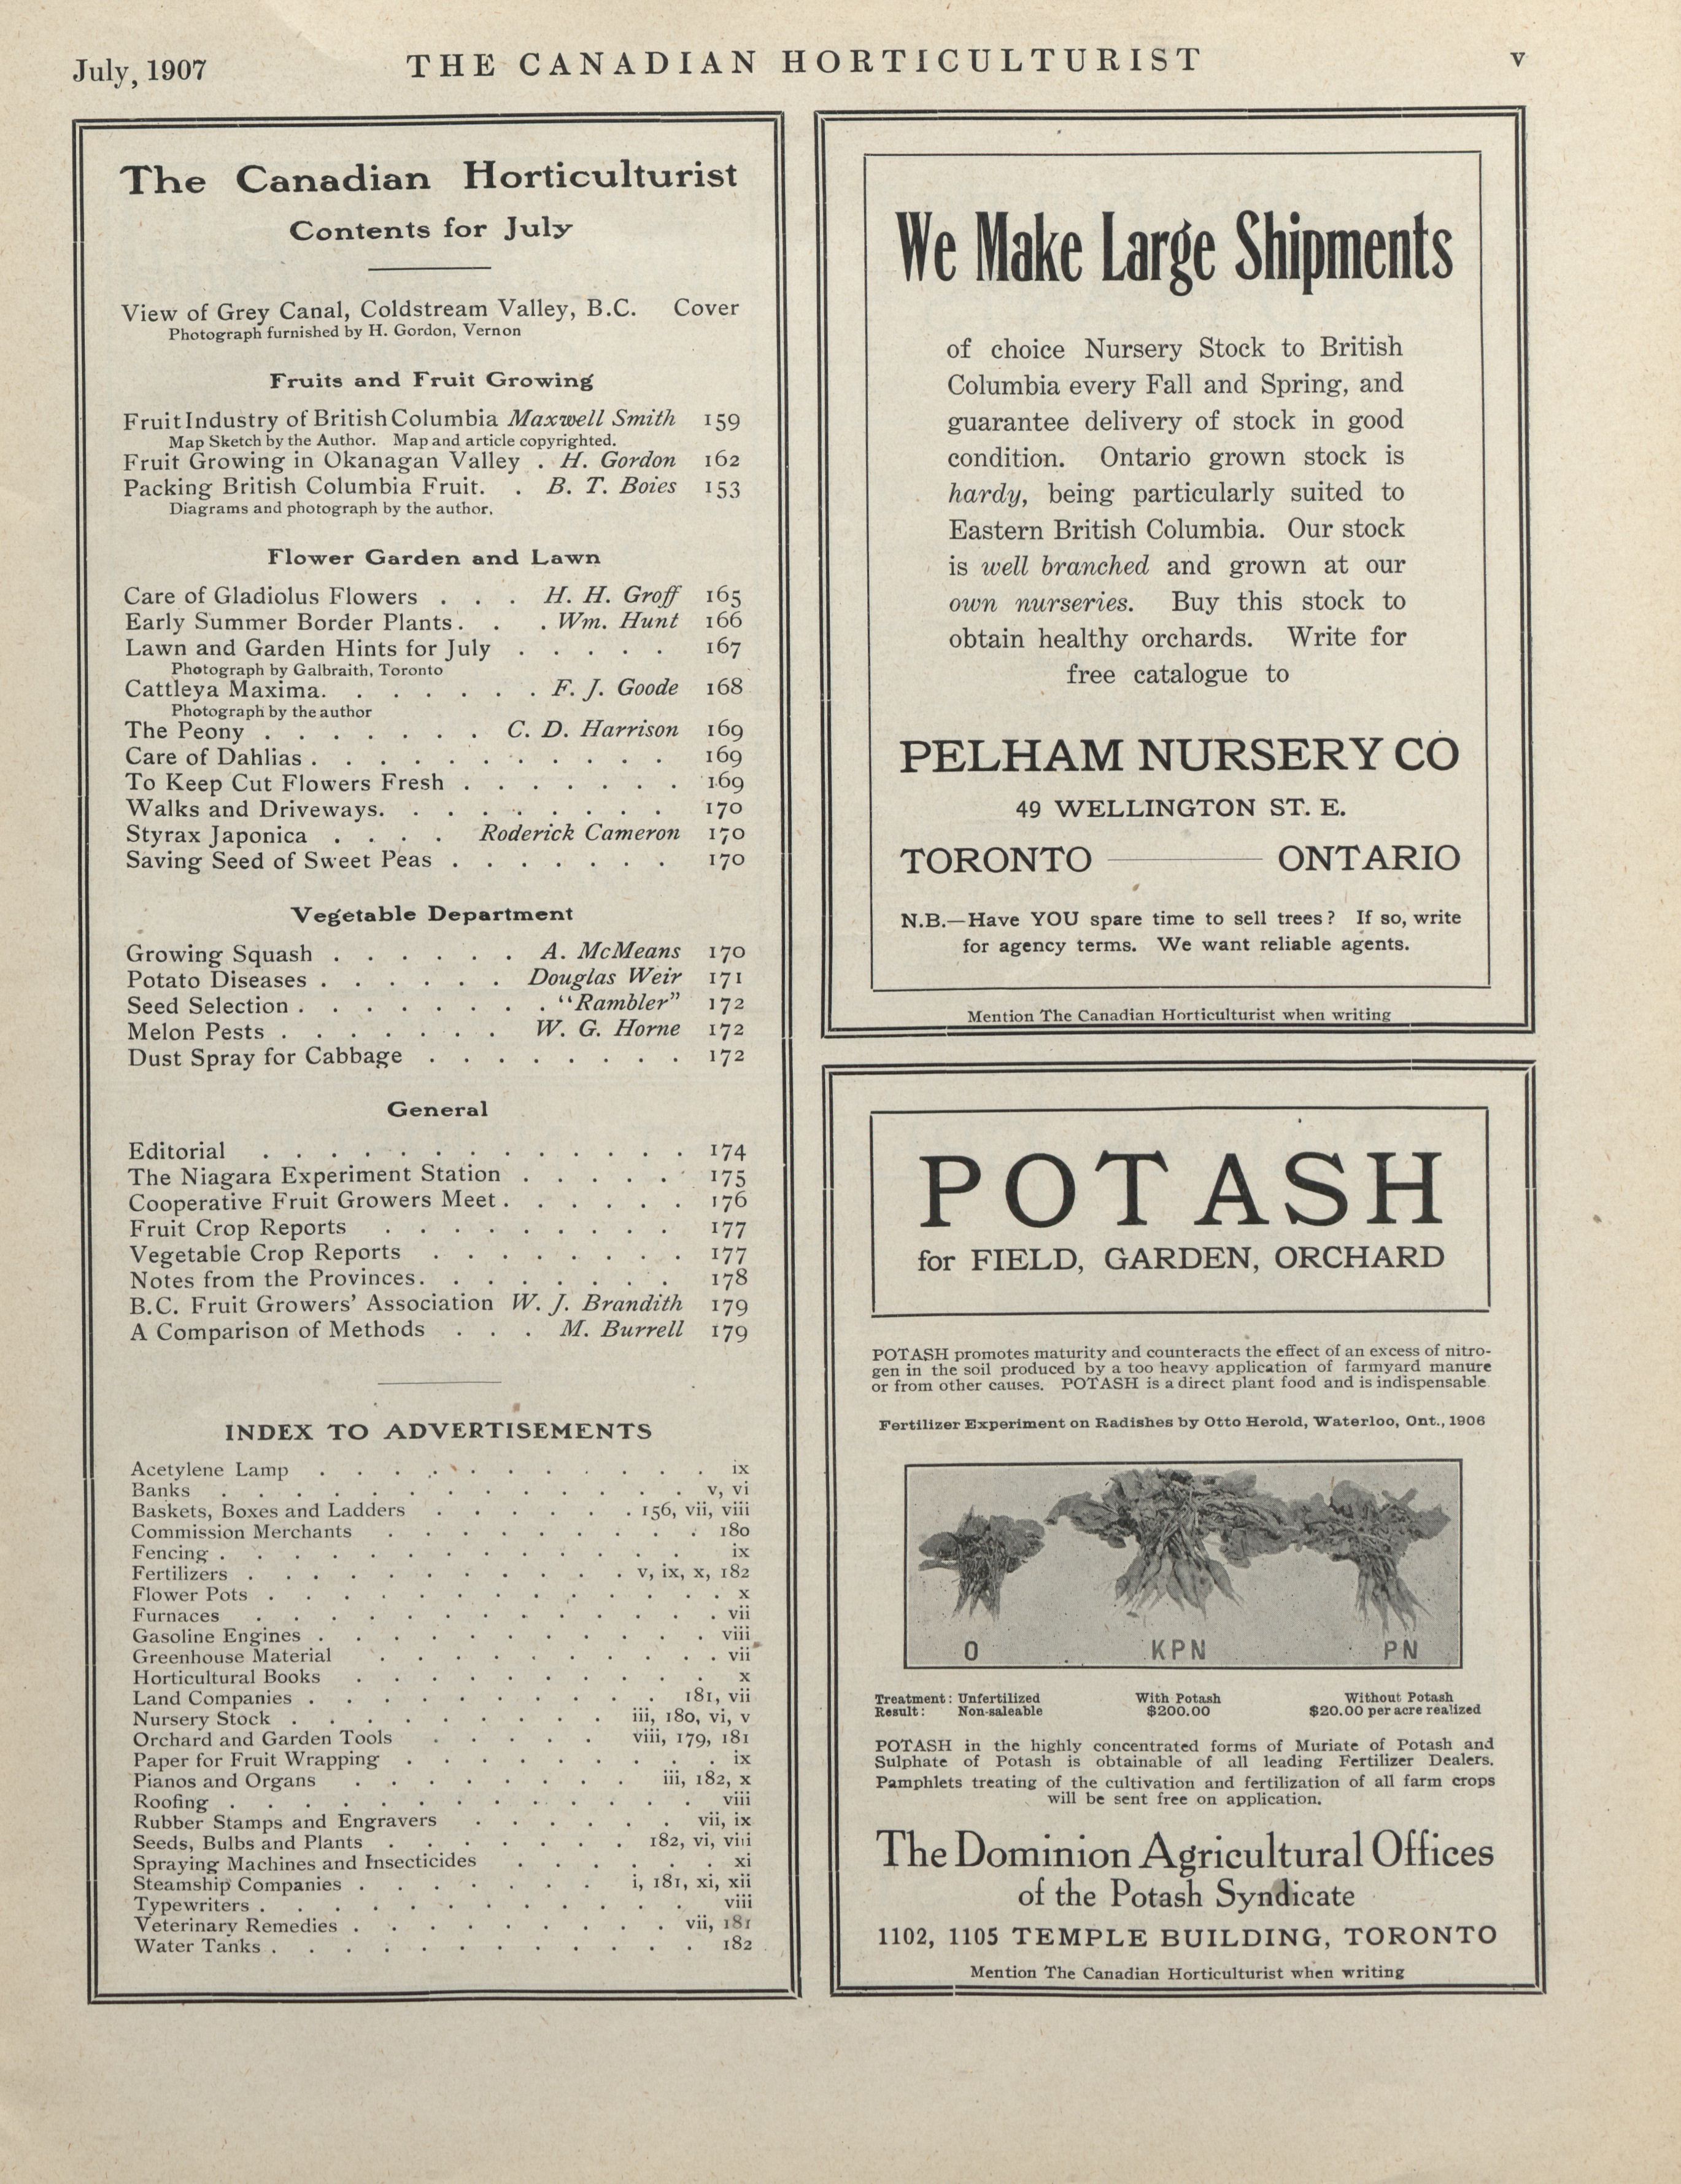 July, 1907 THE CANADIAN HORTICULTURIST v
The Canadian Horticulturist
Contents for July
View of Grey Canal, Coldstream Valley, B.C. Cover
Photograph furnished by H. Gordon, Vernon
Fruits and Fruit Growing
Fruit Industry of British Columbia Maxwell Smith 159
Map Sketch by the Author. Map and article copyrighted.
Fruit Growing in Okanagan Valley . H. Gordon 162
Packing British Columbia Fruit. . B. T. Boies 153
Diagrams and photograph by the author.
Flower Garden and Lawn
Care of Gladiolus Flowers . . . H. H. Groff 165
Early Summer Border Plants. . . Wm. Hunt 166
Lawn and Garden Hints for July . . . . . 167
Photograph by Galbraith, Toronto
Cattleya Maxima. . . . . . . F. J. Goode 168
Photograph by the author
The Peony . . . . . . . C. D. Harrison 169
Care of Dahlias . . . . . . . . . . . 169
To Keep Cut Flowers Fresh . . . . . . . 169
Walks and Driveways. . . . . . . . . 170
Styrax Japonica . . . . Roderick Cameron 170
Saving Seed of Sweet Peas . . . . . . . 170
Vegetable Department
Growing Squash . . . . . . A. McMeans 170
Potato Diseases . . . . . . Douglas Weir 171
Seed Selection . . . . . . . . "Rambler" 172
Melon Pests . . . . . . . W. G. Horne 172
Dust Spray for Cabbage . . . . . . . . 172
General
Editorial . . . . . . . . . . . . . 174
The Niagara Experiment Station . . . . . 175
Cooperative Fruit Growers Meet . . . . . . 176
Fruit Crop Reports . . . . . . . . . 177
Vegetable Crop Reports . . . . . . . . 177
Notes from the Provinces. . . . . . . . 178
B.C. Fruit Growers' Association W. J. Brandith 179
A Comparison of Methods . . . M. Burrell 179
INDEX TO ADVERTISEMENTS
Acetylene Lamp . . . . . . . . . . . ix
Banks . . . . . . . . . . . . . v, vi
Baskets, Boxes and Ladders . . . . . . 156, vii, viii
Commission Merchants . . . . . . . . . 180
Fencing . . . . . . . . . . . . . ix
Fertilizers . . . . . . . . . . . v, ix, x, 182
Flower Pots . . . . . . . . . . . . . x
Furnaces . . . . . . . . . . . . . vii
Gasoline Engines . . . . . . . . . . . viii
Greenhouse Material . . . . . . . . . . vii
Horticultural Books . . . . . . . . . . x
Land Companies . . . . . . . . . . 181, vii
Nursery Stock . . . . . . . . . iii, 180, vi, v
Orchard and Garden Tools . . . . . viii, 179, 181
Paper for Fruit Wrapping . . . . . . . . . ix
Pianos and Organs . . . . . . . . iii, 182, x
Roofing . . . . . . . . . . . . . viii
Rubber Stamps and Engravers . . . . . . vii, ix
Seeds, Bulbs and Plants . . . . . . . 182, vi, viii
Spraying Machines and Insecticides . . . . . . xi
Steamship Companies . . . . . . . i, 181, xi, xii
Typewriters . . . . . . . . . . . . viii
Veterinary Remedies . . . . . . . . . vii, 181
Water Tanks . . . . . . . . . . . . 182
We Make Large Shipments
of choice Nursery Stock to British
Columbia every Fall and Spring, and
guarantee delivery of stock in good
condition. Ontario grown stock is
hardy, being particularly suited to
Eastern British Columbia. Our stock
is well branched and grown at our
own nurseries. Buy this stock to
obtain healthy orchards. Write for
free catalogue to
PELHAM NURSERY CO
49 WELLINGTON ST. E.
TORONTO ONTARIO
N.B.—Have YOU spare time to sell trees? If so, write
for agency terms. We want reliable agents.
Mention The Canadian Horticulturist when writing
POTASH
for FIELD, GARDEN, ORCHARD
POTASH promotes maturity and counteracts the effect of an excess of nitro-
gen in the soil produced by a too heavy application of farmyard manure
or from other causes. POTASH is a direct plant food and is indispensable
Fertilizer Experiment on Radishes by Otto Herold, Waterloo, Ont., 1906
O KPN PN
Treatment: Unfertilized With Potash Without Potash
Result: Non-saleable $200.00 $20.00 per acre realized
POTASH in the highly concentrated forms of Muriate of Potash and
Sulphate of Potash is obtainable of all leading Fertilizer Dealers.
Pamphlets treating of the cultivation and fertilization of all farm crops
will be sent free on application.
The Dominion Agricultural Offices
of the Potash Syndicate
1102, 1105 TEMPLE BUILDING, TORONTO
Mention The Canadian Horticulturist when writing